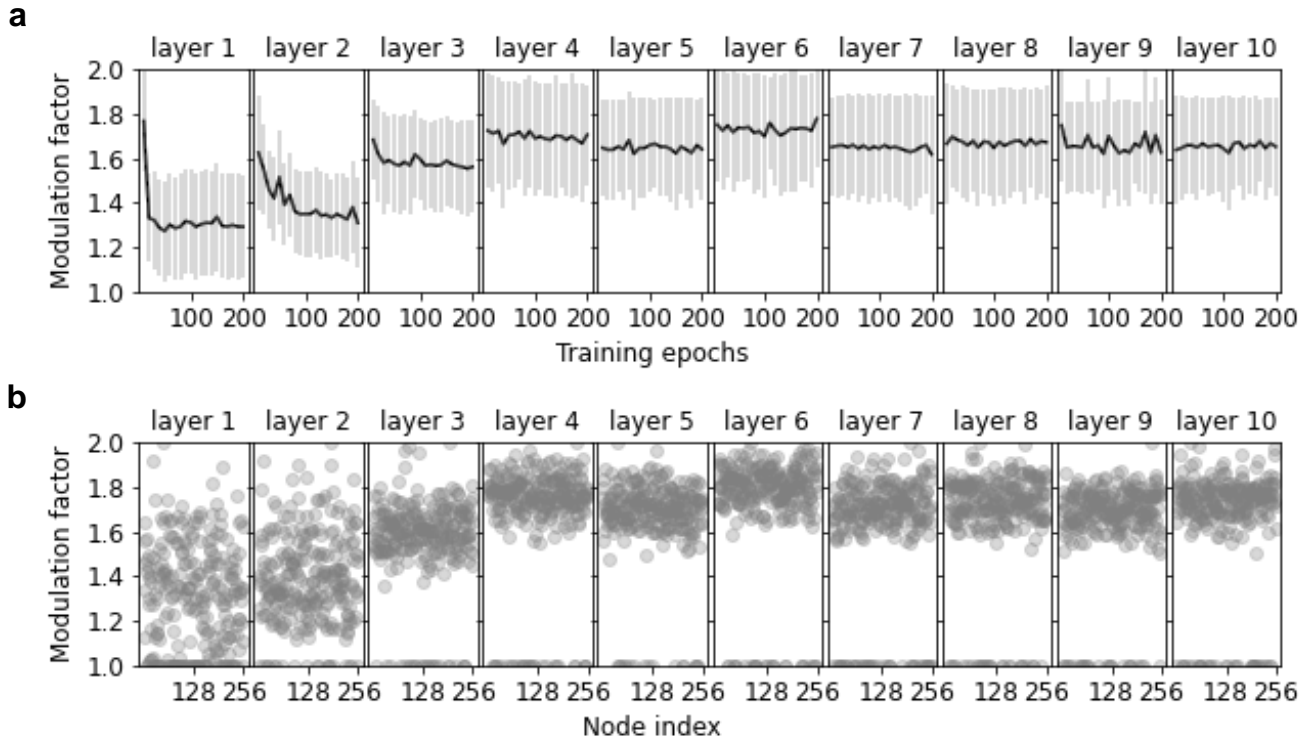 a
layer 1 layer 2 layer 3 layer 4 layer 5 layer 6 layer 7 layer 8 layer 9 layer 10
2.0
1.8
1.6
1.4
1.2
1.0
Modulation factor
100 200 100 200 100 200 100 200 100 200 100 200 100 200 100 200 100 200 100 200
Training epochs
b
layer 1 layer 2 layer 3 layer 4 layer 5 layer 6 layer 7 layer 8 layer 9 layer 10
2.0
1.8
1.6
1.4
1.2
1.0
Modulation factor
128 256 128 256 128 256 128 256 128 256 128 256 128 256 128 256 128 256 128 256
Node index